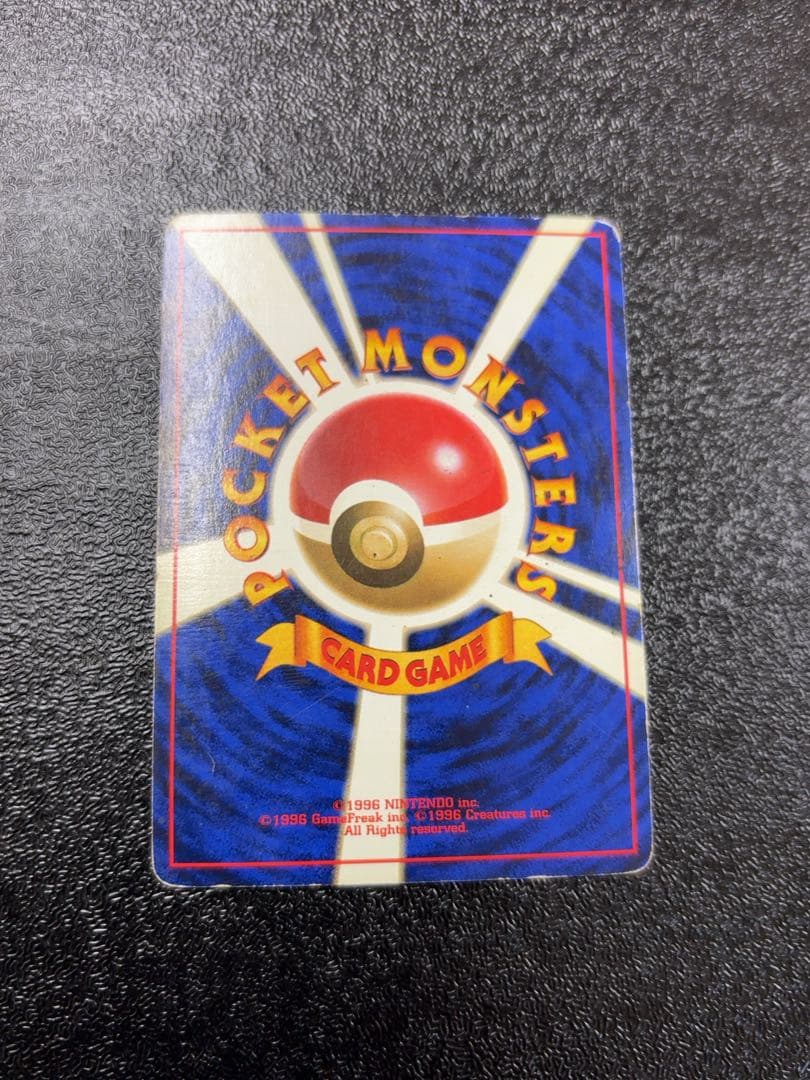 POCKET MONSTERS
CARD GAME
©1996 NINTENDO inc.
©1996 GameFreak inc. ©1996 Creatures inc.
All Rights reserved.